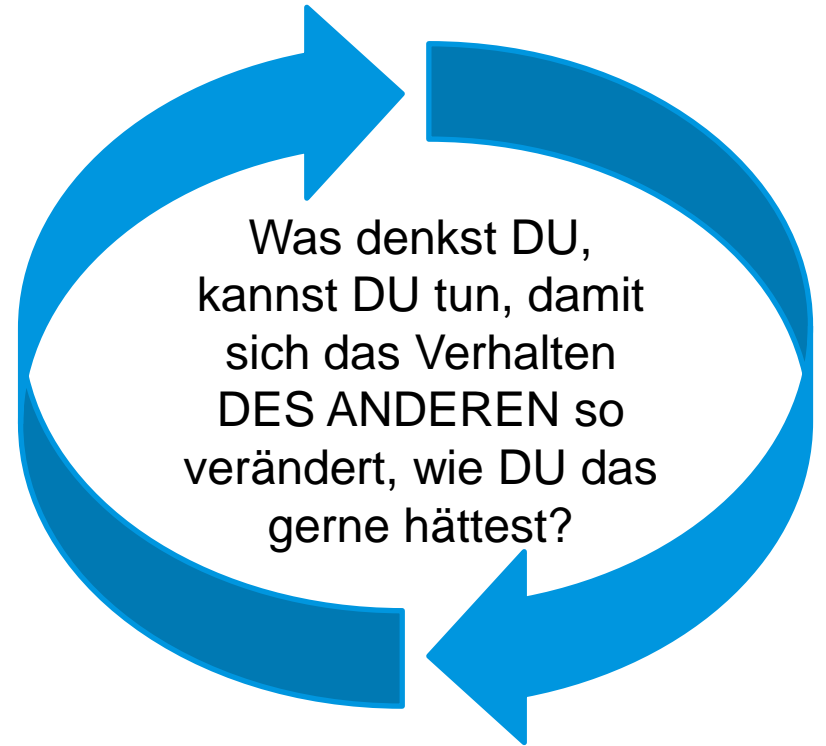 Was denkst DU,
kannst DU tun, damit
sich das Verhalten
DES ANDEREN so
verändert, wie DU das
gerne hättest?